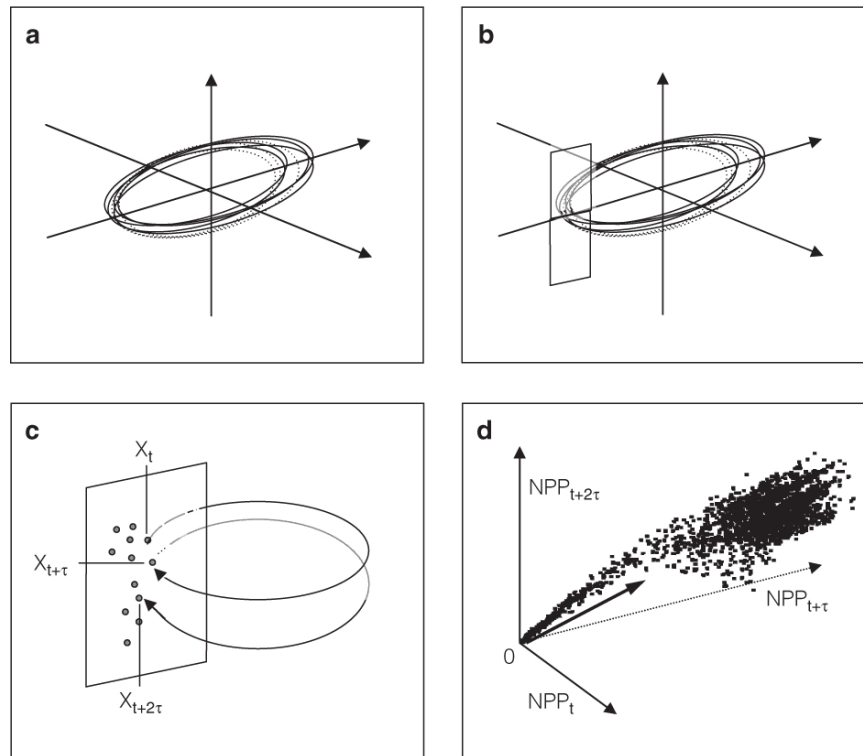 a
b
c
X_t
X_{t+τ}
X_{t+2τ}
d
NPP_{t+2τ}
NPP_{t+τ}
0
NPP_t